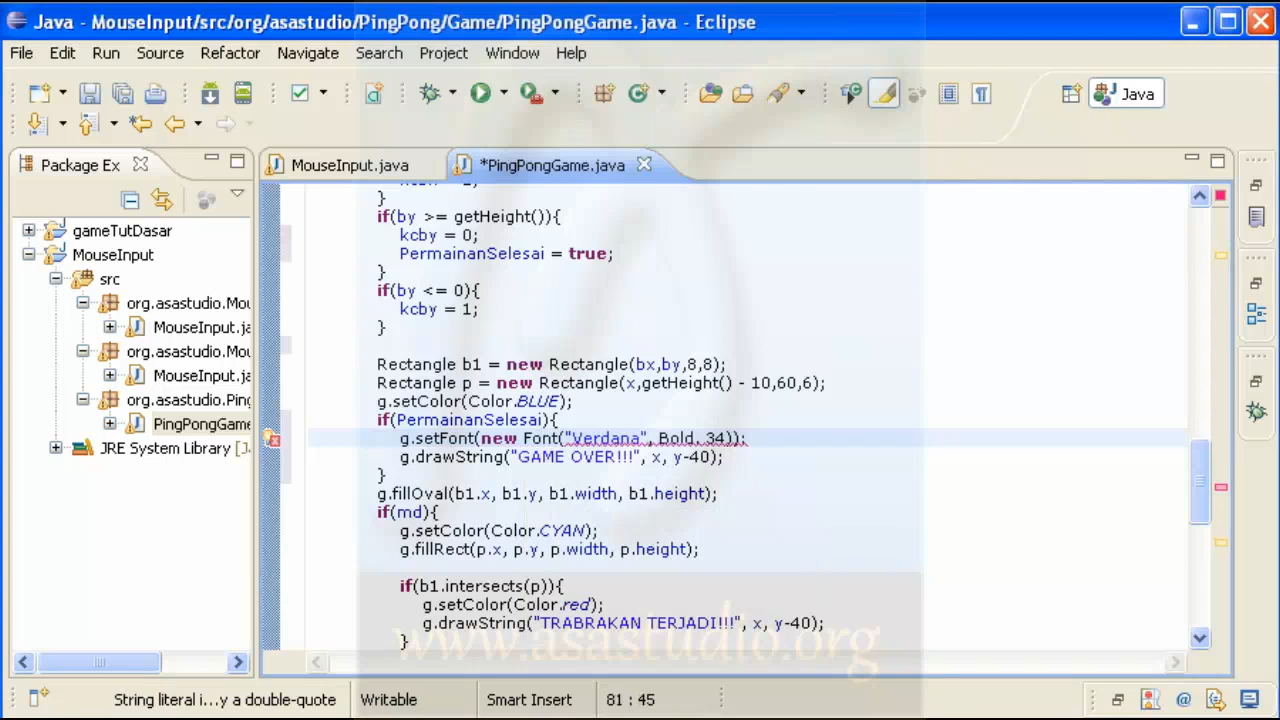 Java - MouseInput/src/org/asastudio/PingPong/Game/PingPongGame.java - Eclipse
File Edit Run Source Refactor Navigate Search Project Window Help
Java
Package Ex
MouseInput.java
*PingPongGame.java
gameTutDasar
MouseInput
src
org.asastudio.Mou
MouseInput.ja
org.asastudio.Mou
MouseInput.ja
org.asastudio.Ping
PingPongGame
JRE System Library [J
}
if(by >= getHeight()){
kcby = 0;
PermainanSelesai = true;
}
if(by <= 0){
kcby = 1;
}
Rectangle b1 = new Rectangle(bx,by,8,8);
Rectangle p = new Rectangle(x,getHeight() - 10,60,6);
g.setColor(Color.BLUE);
if(PermainanSelesai){
g.setFont(new Font("Verdana", Bold, 34));
g.drawString("GAME OVER!!!", x, y-40);
}
g.fillOval(b1.x, b1.y, b1.width, b1.height);
if(md){
g.setColor(Color.CYAN);
g.fillRect(p.x, p.y, p.width, p.height);
if(b1.intersects(p)){
g.setColor(Color.red);
g.drawString("TRABRAKAN TERJADI!!!", x, y-40);
}
www.asastudio.org
String literal i...y a double-quote
Writable
Smart Insert
81 : 45